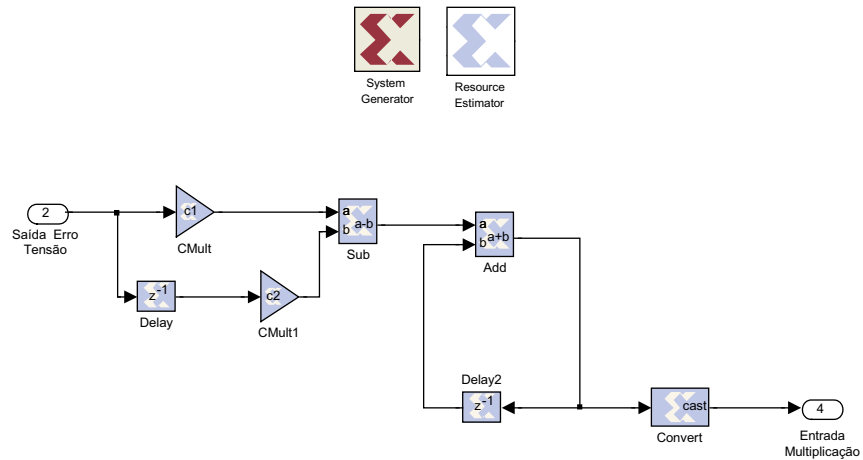 System
Generator
Resource
Estimator
2
Saída Erro
Tensão
c1
CMult
a
b
a-b
Sub
a
b
a+b
Add
z-1
Delay
c2
CMult1
Delay2
z-1
cast
Convert
4
Entrada
Multiplicação